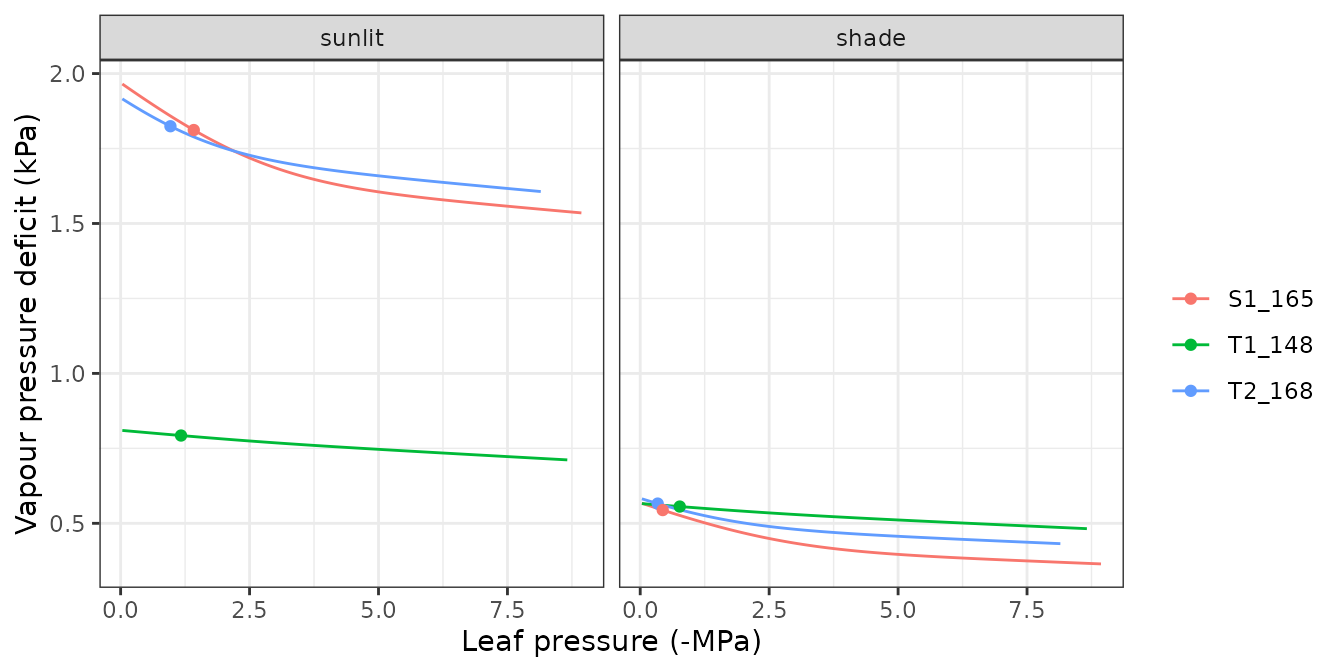 sunlit
shade
Vapour pressure deficit (kPa)
2.0
1.5
1.0
0.5
0.0 2.5 5.0 7.5
0.0 2.5 5.0 7.5
Leaf pressure (-MPa)
S1_165
T1_148
T2_168